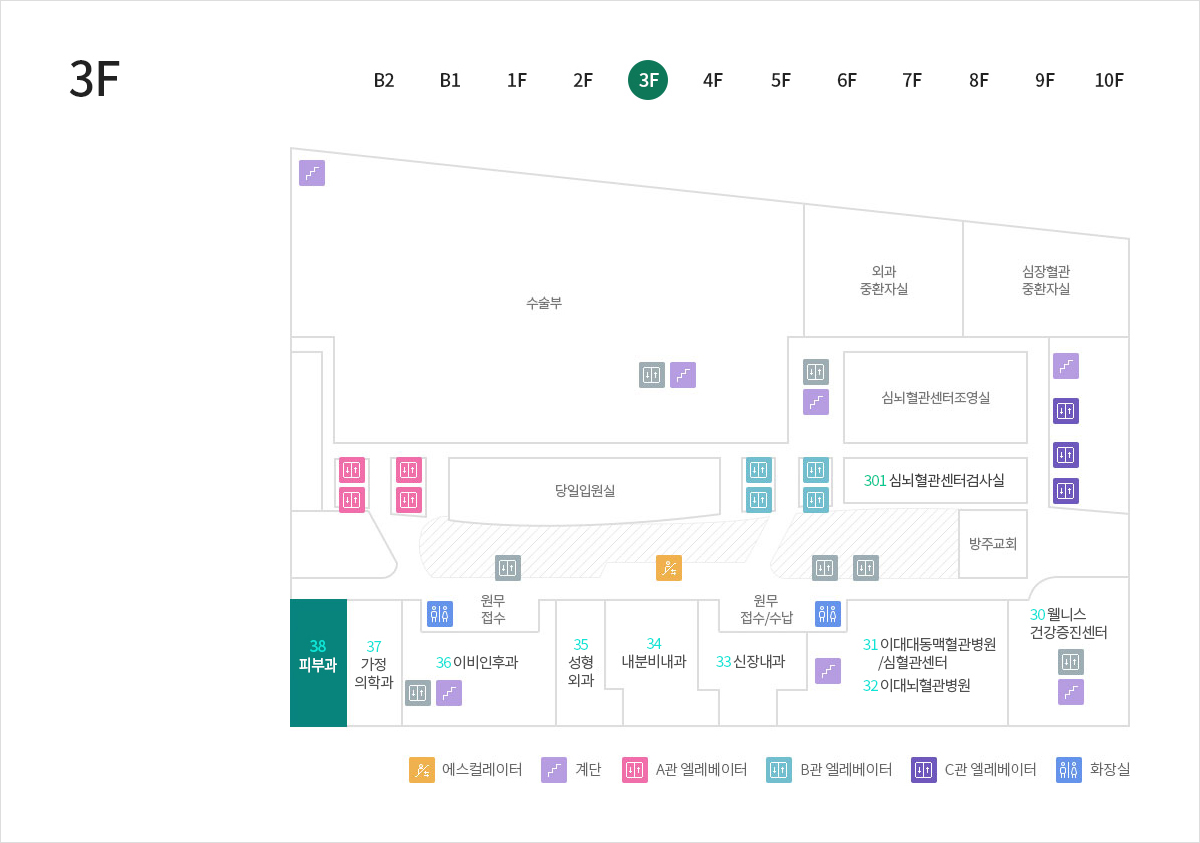 3F
B2 B1 1F 2F 3F 4F 5F 6F 7F 8F 9F 10F
외과
중환자실
심장혈관
중환자실
수술부
심뇌혈관센터조영실
301 심뇌혈관센터검사실
당일입원실
방주교회
원무
접수
원무
접수/수납
38
피부과
37
가정
의학과
36 이비인후과
35
성형
외과
34
내분비내과
33 신장내과
31 이대대동맥혈관병원
/심혈관센터
32 이대뇌혈관병원
30 웰니스
건강증진센터
에스컬레이터 계단 A관 엘레베이터 B관 엘레베이터 C관 엘레베이터 화장실